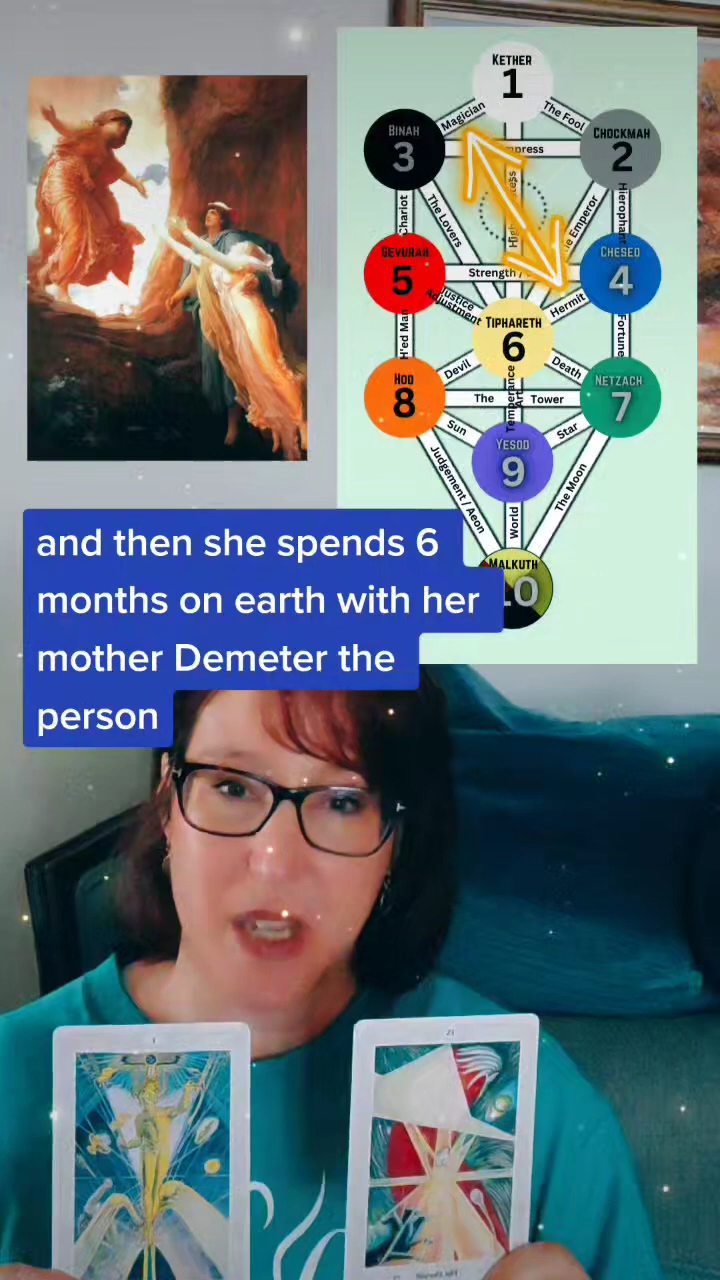 KETHER
1
Magician
The Fool
BINAH
3
CHOCKMAH
2
Chariot
The Lovers
Hierophant
GEVURAH
5
Strength /
CHESED
4
Justice
Adjustment
Hermit
TIPHARETH
6
H'ed Man
Fortune
Devil
Death
HOD
8
The
Tower
Temperance
Art
NETZACH
7
Sun
Star
YESOD
9
Judgement / Aeon
World
The Moon
MALKUTH
and then she spends 6
months on earth with her
mother Demeter the
person